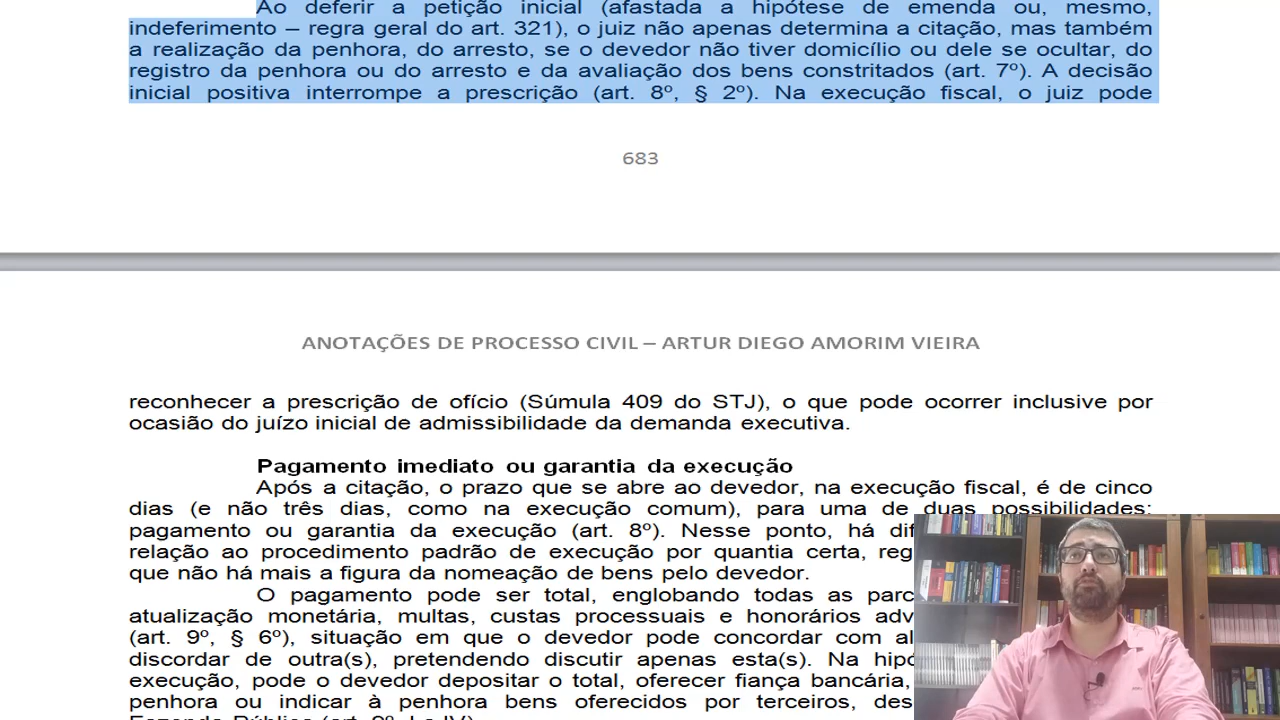 Ao deferir a petição inicial (afastada a hipótese de emenda ou, mesmo,
indeferimento – regra geral do art. 321), o juiz não apenas determina a citação, mas também
a realização da penhora, do arresto, se o devedor não tiver domicílio ou dele se ocultar, do
registro da penhora ou do arresto e da avaliação dos bens constritados (art. 7º). A decisão
inicial positiva interrompe a prescrição (art. 8º, § 2º). Na execução fiscal, o juiz pode
683
ANOTAÇÕES DE PROCESSO CIVIL – ARTUR DIEGO AMORIM VIEIRA
reconhecer a prescrição de ofício (Súmula 409 do STJ), o que pode ocorrer inclusive por
ocasião do juízo inicial de admissibilidade da demanda executiva.
Pagamento imediato ou garantia da execução
Após a citação, o prazo que se abre ao devedor, na execução fiscal, é de cinco
dias (e não três dias, como na execução comum), para uma de duas possibilidades:
pagamento ou garantia da execução (art. 8º). Nesse ponto, há
relação ao procedimento padrão de execução por quantia certa,
que não há mais a figura da nomeação de bens pelo devedor.
O pagamento pode ser total, englobando todas as
atualização monetária, multas, custas processuais e honorários
(art. 9º, § 6º), situação em que o devedor pode concordar com
discordar de outra(s), pretendendo discutir apenas esta(s). Na
execução, pode o devedor depositar o total, oferecer fiança bancária,
penhora ou indicar à penhora bens oferecidos por terceiros,
Fazenda Pública (art. 9º, I a IV).